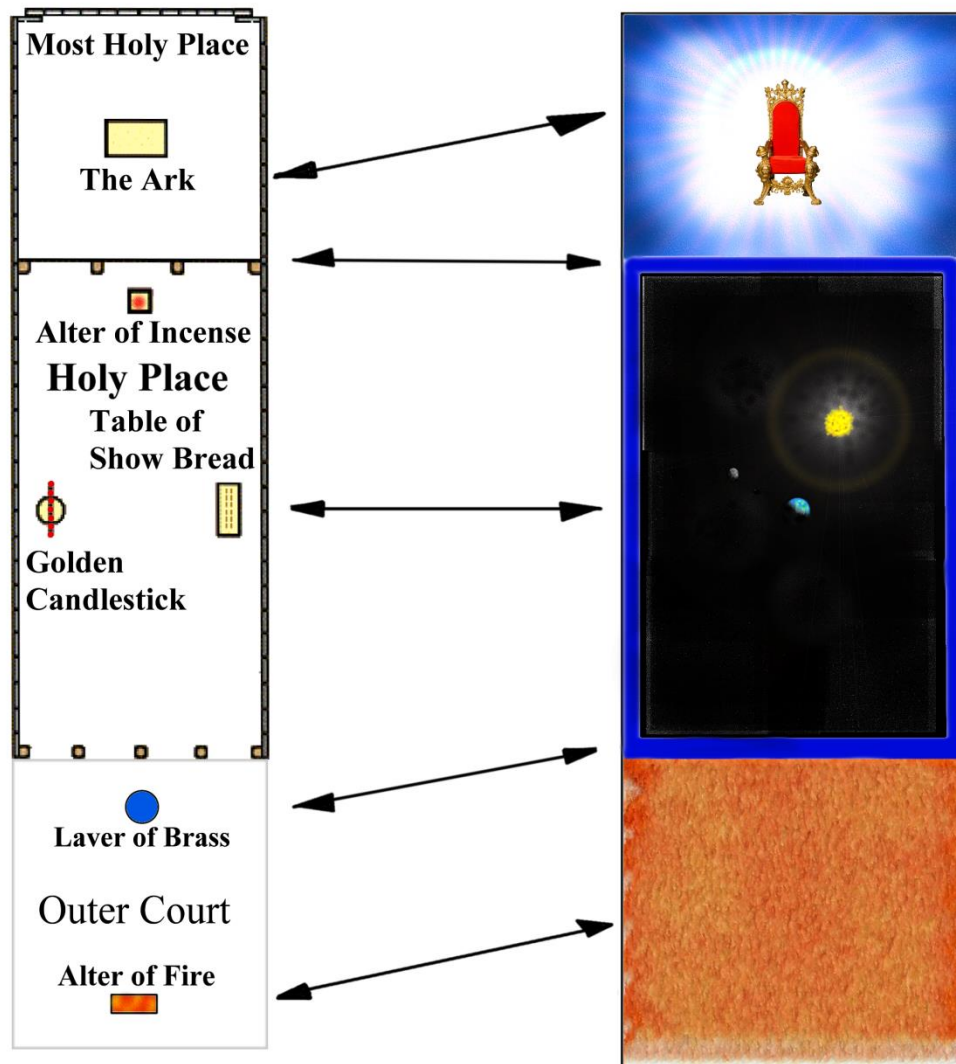 Most Holy Place
The Ark
Alter of Incense
Holy Place
Table of
Show Bread
Golden
Candlestick
Laver of Brass
Outer Court
Alter of Fire